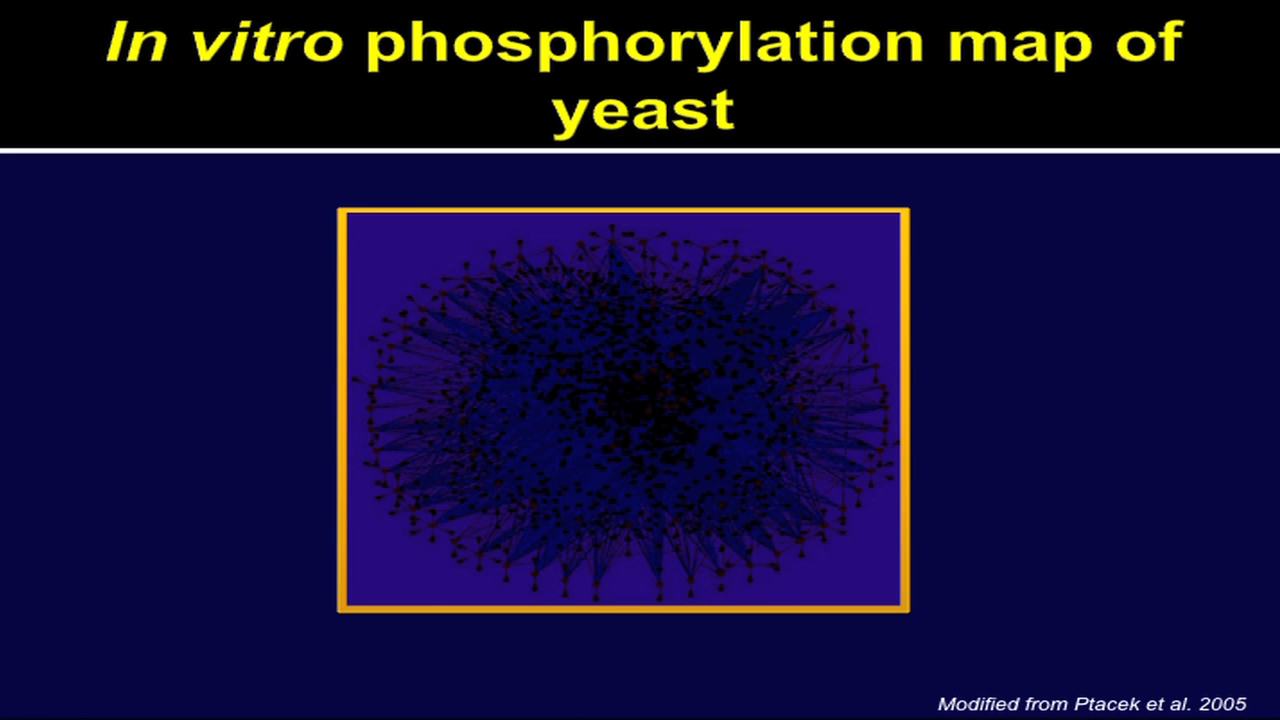 In vitro phosphorylation map of
yeast
Modified from Ptacek et al. 2005